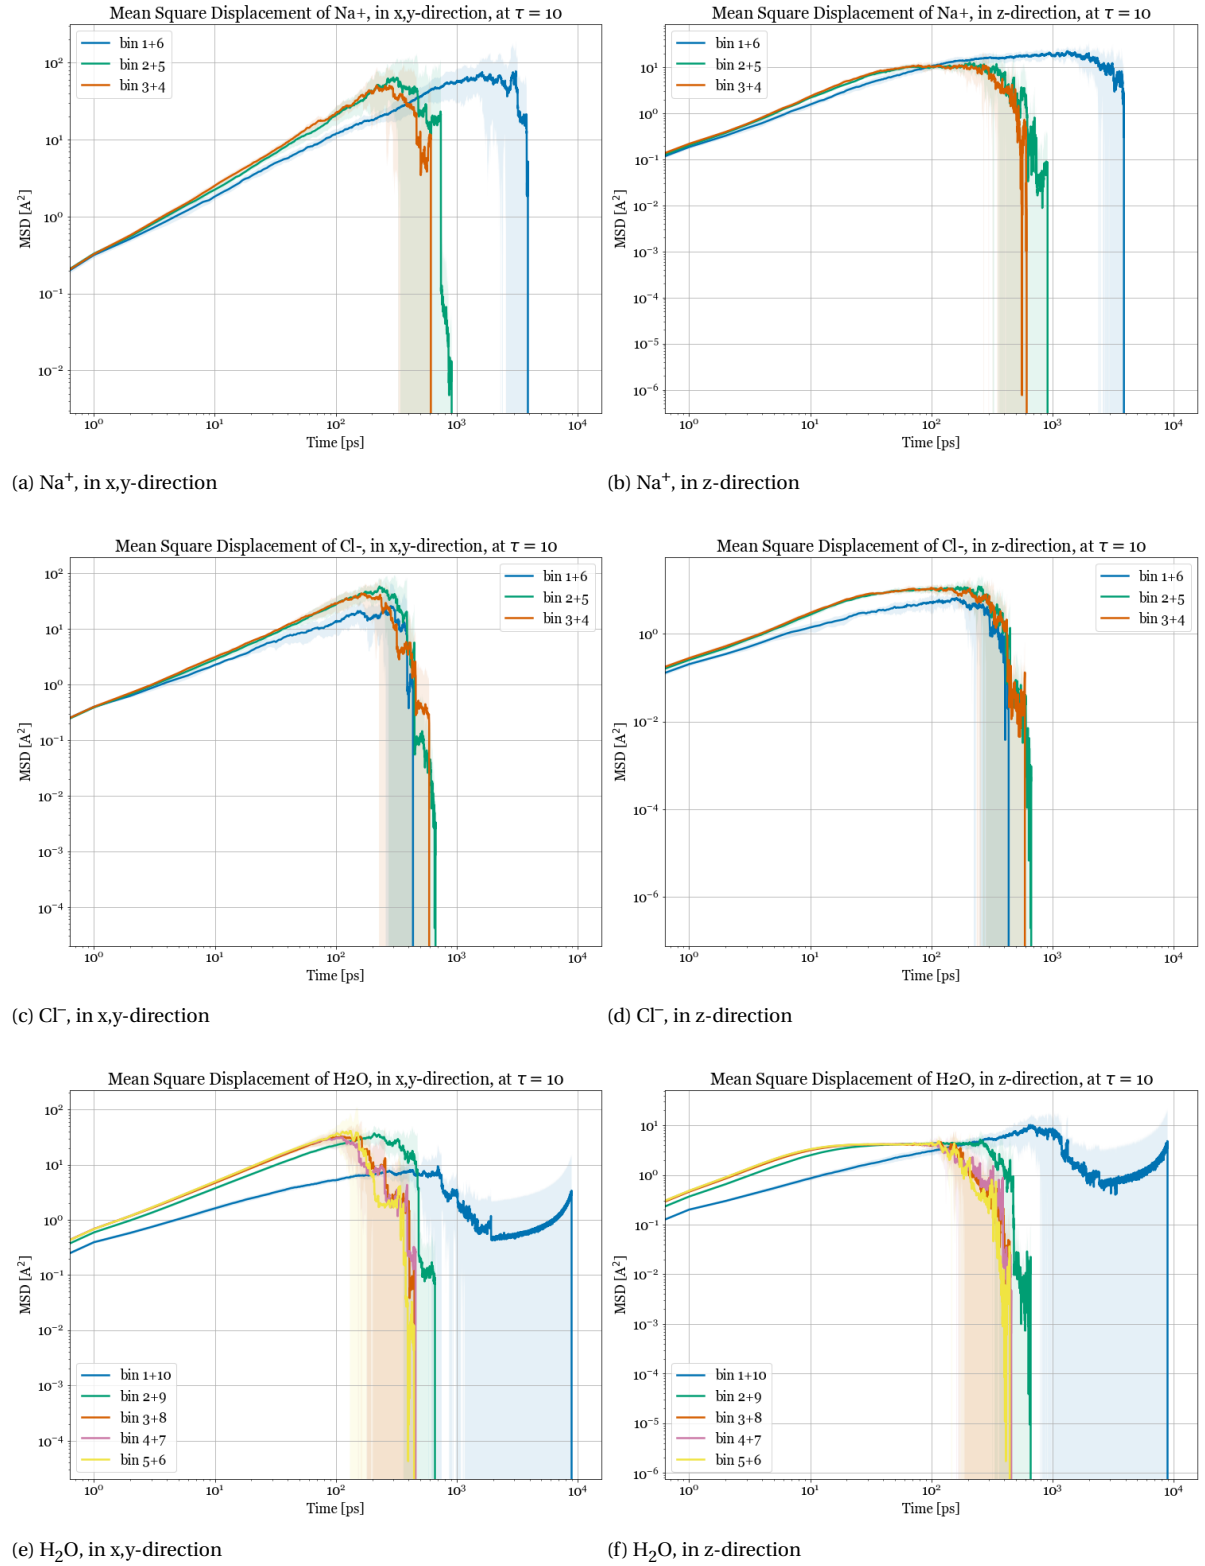 Mean Square Displacement of Na+, in x,y-direction, at τ = 10
bin 1+6
bin 2+5
bin 3+4
10²
10¹
10⁰
10⁻¹
10⁻²
MSD [A²]
10⁰ 10¹ 10² 10³ 10⁴
Time [ps]
(a) Na⁺, in x,y-direction
Mean Square Displacement of Na+, in z-direction, at τ = 10
bin 1+6
bin 2+5
bin 3+4
10¹
10⁰
10⁻¹
10⁻²
10⁻³
10⁻⁴
10⁻⁵
10⁻⁶
MSD [A²]
10⁰ 10¹ 10² 10³ 10⁴
Time [ps]
(b) Na⁺, in z-direction
Mean Square Displacement of Cl-, in x,y-direction, at τ = 10
bin 1+6
bin 2+5
bin 3+4
10²
10¹
10⁰
10⁻¹
10⁻²
10⁻³
10⁻⁴
MSD [A²]
10⁰ 10¹ 10² 10³ 10⁴
Time [ps]
(c) Cl⁻, in x,y-direction
Mean Square Displacement of Cl-, in z-direction, at τ = 10
bin 1+6
bin 2+5
bin 3+4
10⁰
10⁻²
10⁻⁴
10⁻⁶
MSD [A²]
10⁰ 10¹ 10² 10³ 10⁴
Time [ps]
(d) Cl⁻, in z-direction
Mean Square Displacement of H2O, in x,y-direction, at τ = 10
10²
10¹
10⁰
10⁻¹
10⁻²
10⁻³
10⁻⁴
MSD [A²]
bin 1+10
bin 2+9
bin 3+8
bin 4+7
bin 5+6
10⁰ 10¹ 10² 10³ 10⁴
Time [ps]
(e) H₂O, in x,y-direction
Mean Square Displacement of H2O, in z-direction, at τ = 10
10¹
10⁰
10⁻¹
10⁻²
10⁻³
10⁻⁴
10⁻⁵
10⁻⁶
MSD [A²]
bin 1+10
bin 2+9
bin 3+8
bin 4+7
bin 5+6
10⁰ 10¹ 10² 10³ 10⁴
Time [ps]
(f) H₂O, in z-direction